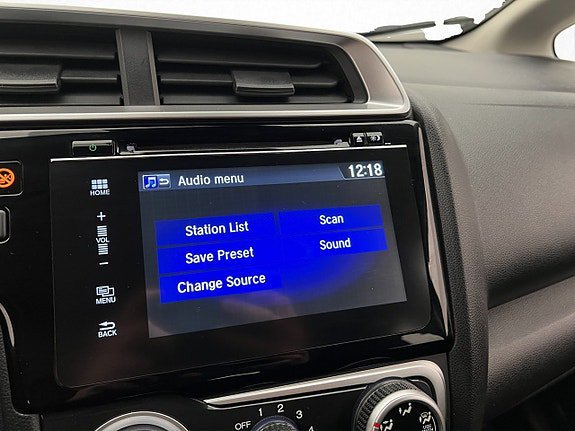 Audio menu 12:18
HOME
Station List Scan
+
VOL
Save Preset Sound
-
Change Source
MENU
BACK
OFF 1 2 3 4